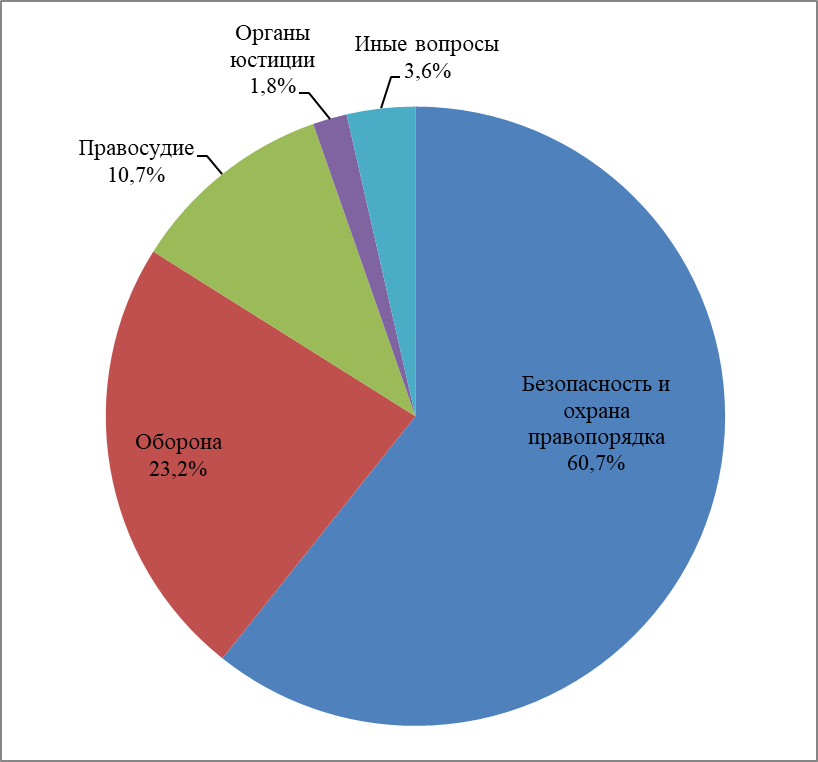 Органы
юстиции
1,8%
Иные вопросы
3,6%
Правосудие
10,7%
Безопасность и
охрана
правопорядка
60,7%
Оборона
23,2%